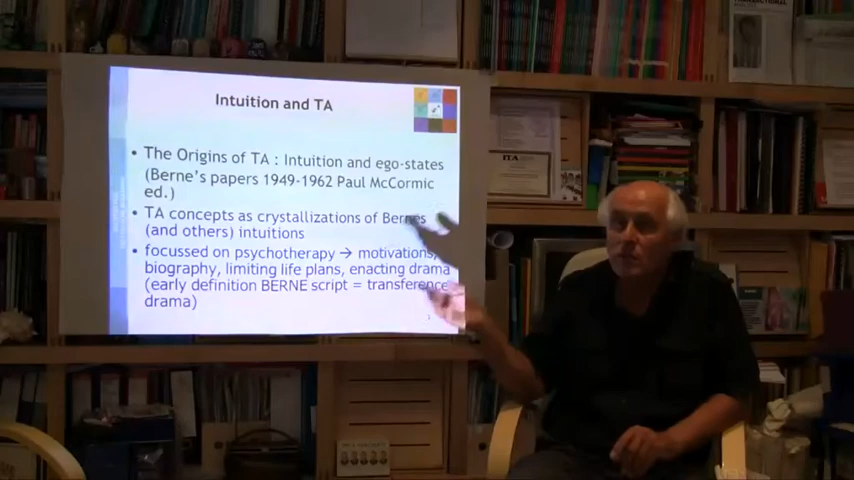 Intuition and TA
• The Origins of TA : Intuition and ego-states
(Berne's papers 1949-1962 Paul McCormic
ed.)
• TA concepts as crystallizations of Bernes
(and others) intuitions
• focussed on psychotherapy → motivations,
biography, limiting life plans, enacting drama
(early definition BERNE script = transference
drama)
ITA